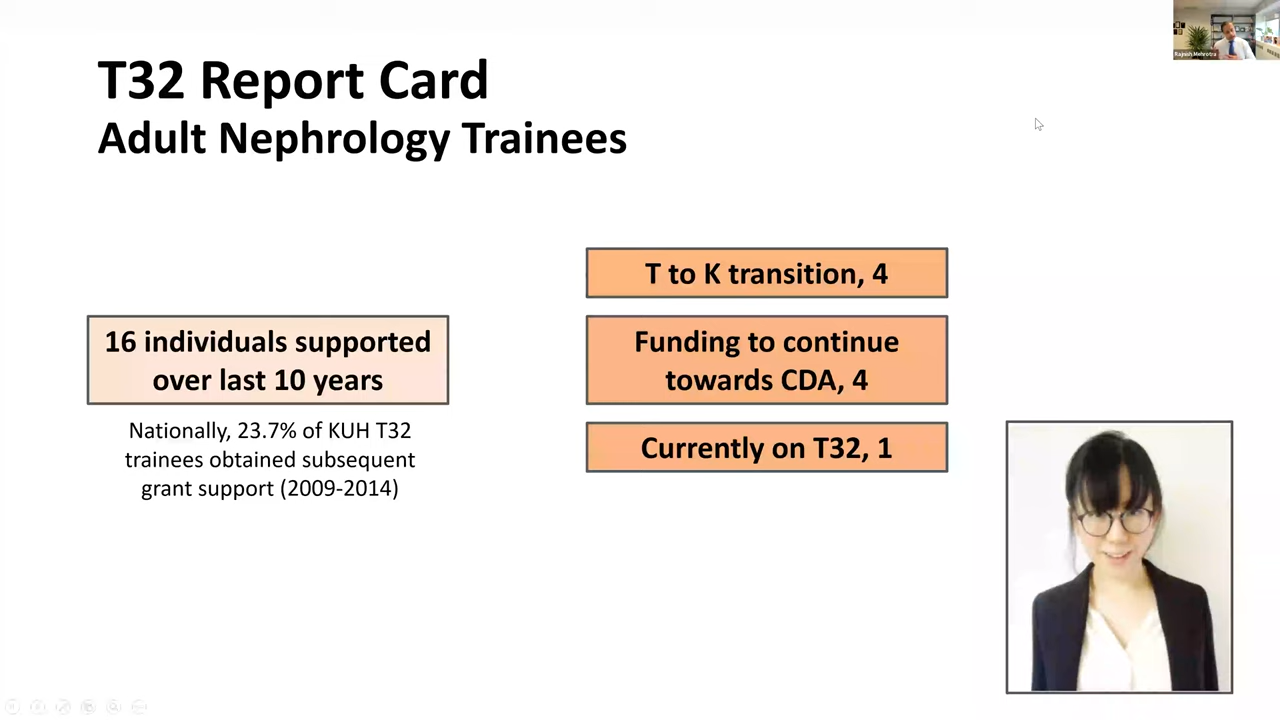 Rajnish Mehrotra
T32 Report Card
Adult Nephrology Trainees
16 individuals supported
over last 10 years
Nationally, 23.7% of KUH T32
trainees obtained subsequent
grant support (2009-2014)
T to K transition, 4
Funding to continue
towards CDA, 4
Currently on T32, 1